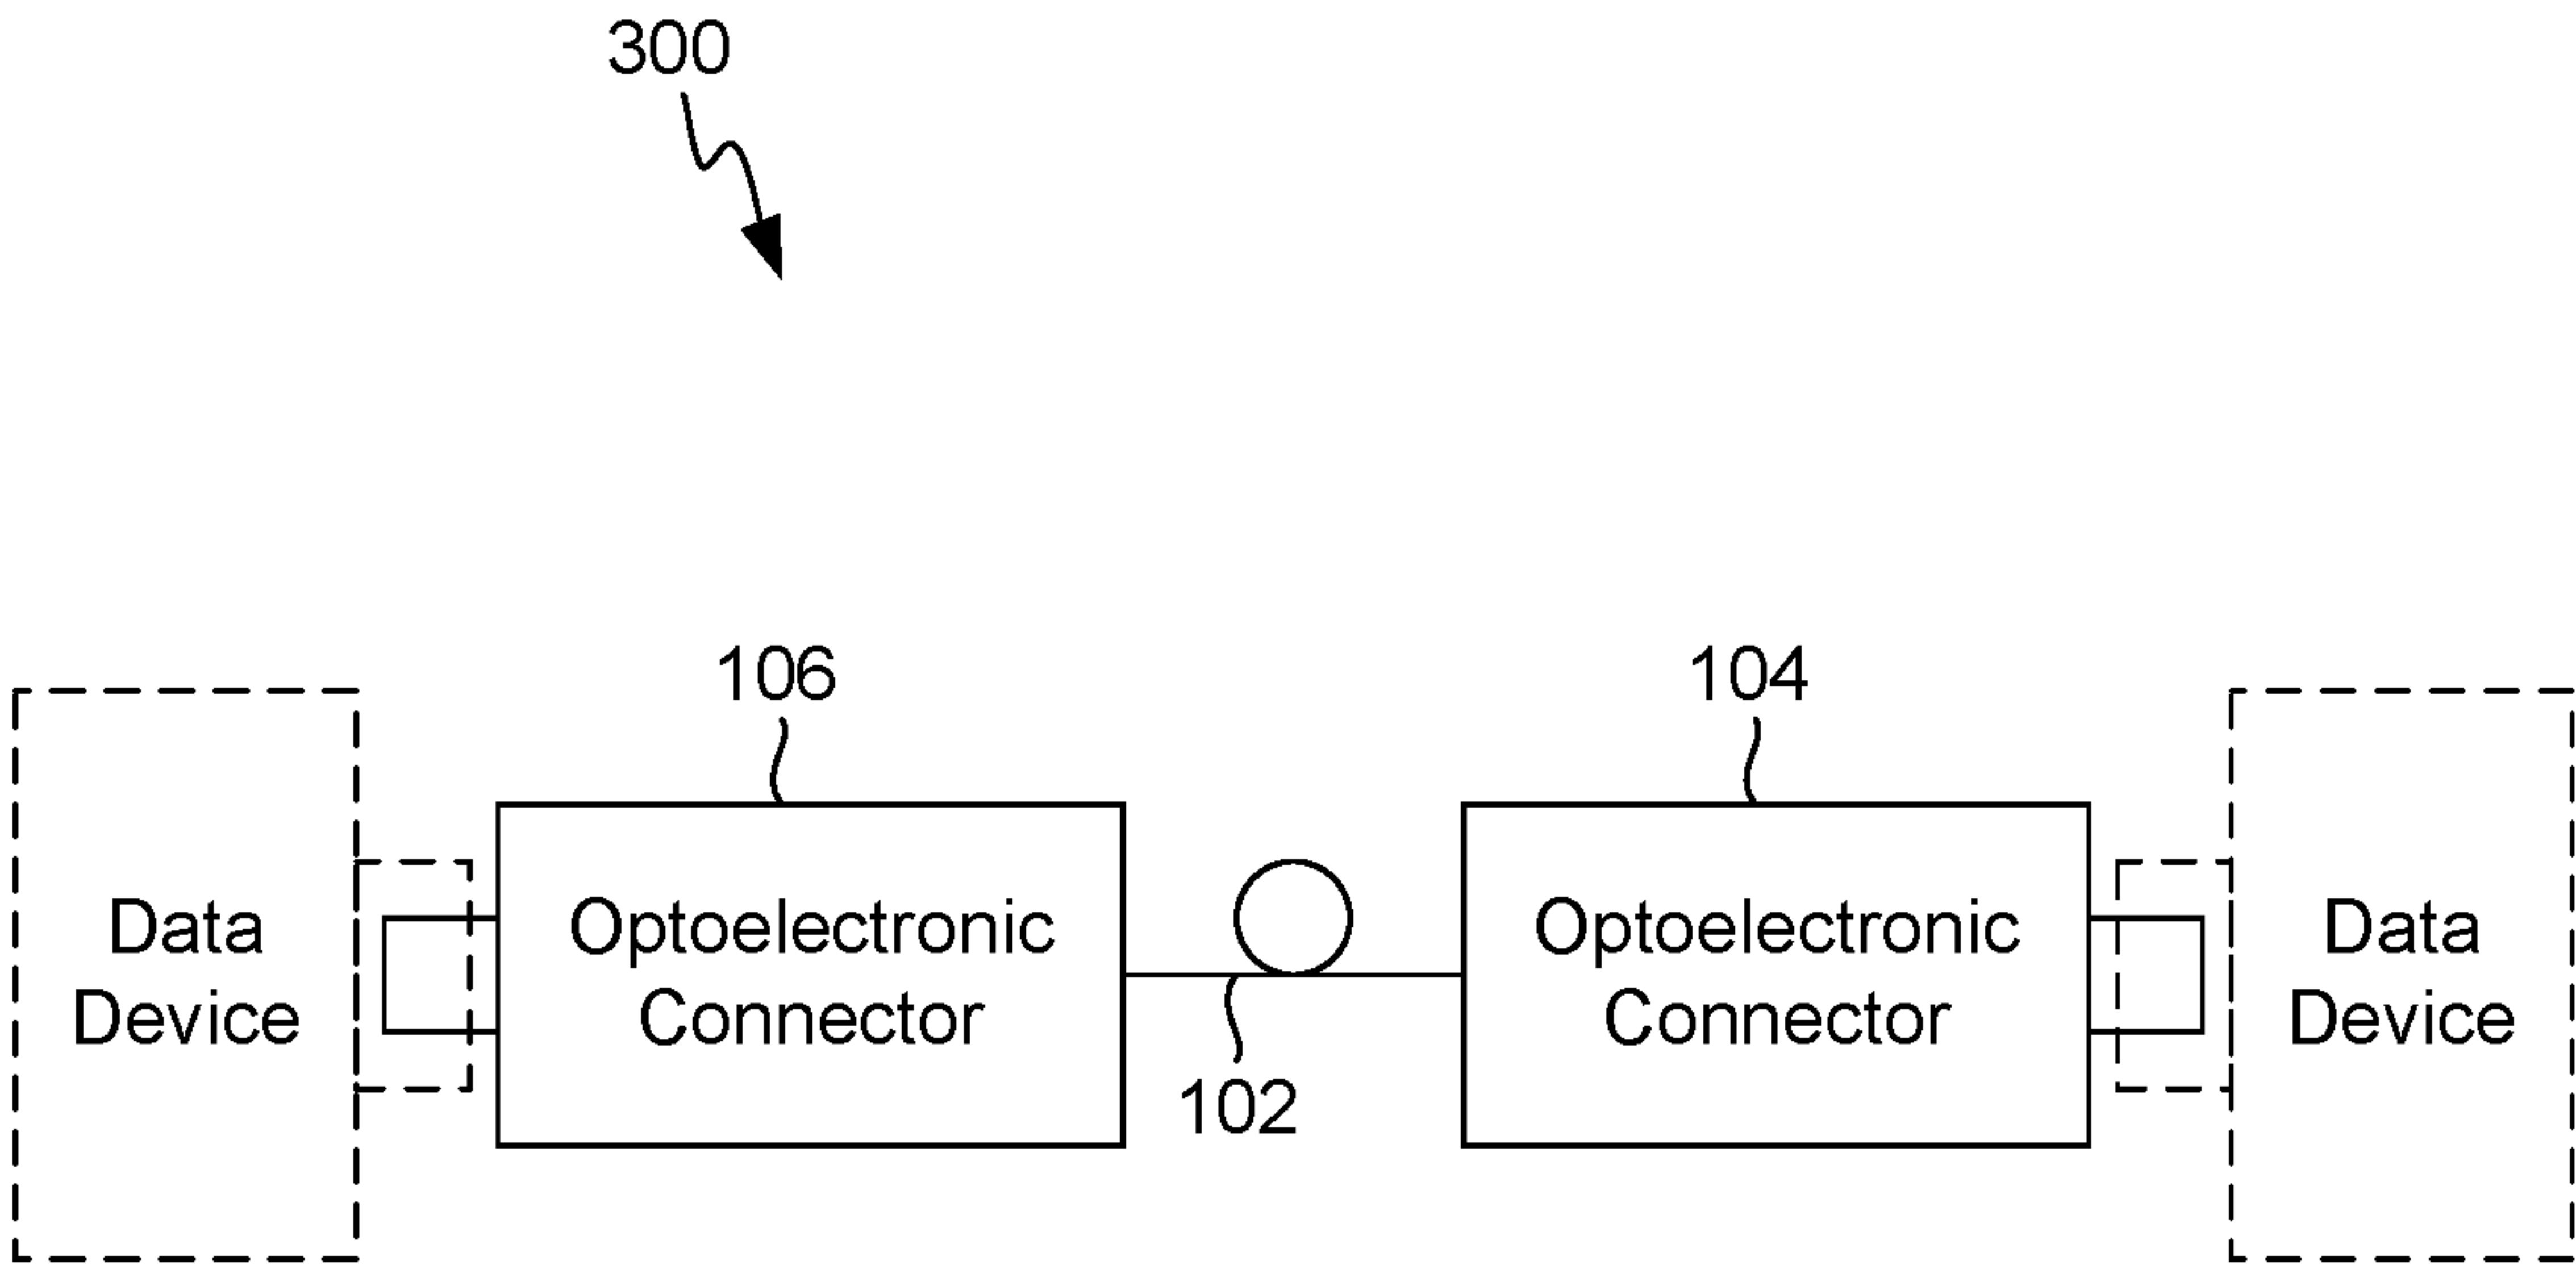 300
106
104
Data
Device
Optoelectronic
Connector
Optoelectronic
Connector
Data
Device
102